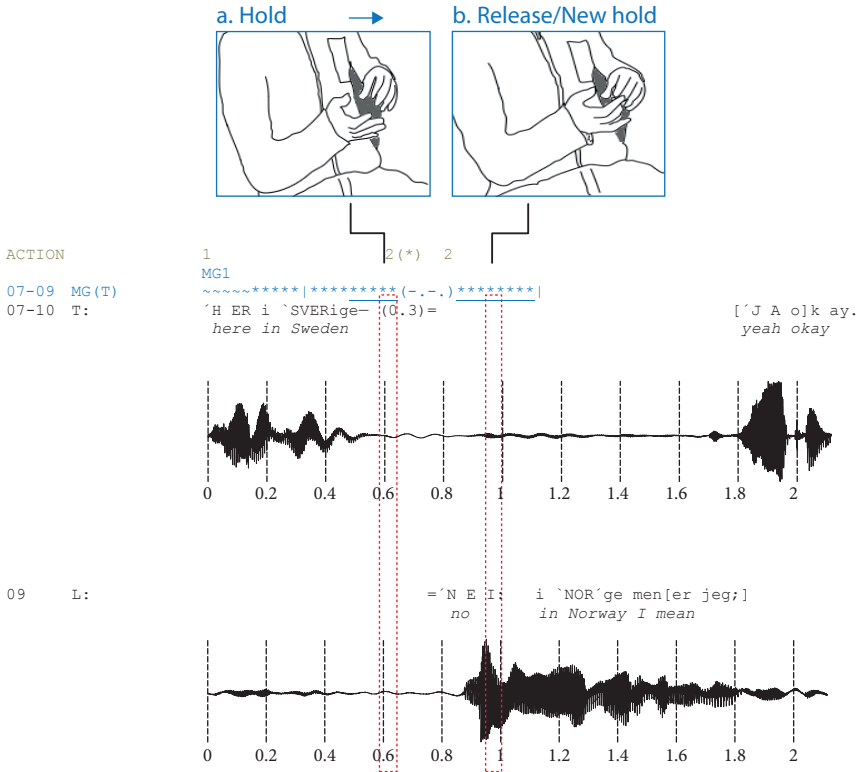 a. Hold → b. Release/New hold
ACTION 1 2(*) 2
MG1
07-09 MG(T) ~~~~~*****|*********(-.-.)********|
07-10 T: ´H ER i `SVERige— (0.3)= [´J A o]k ay.
here in Sweden yeah okay
0 0.2 0.4 0.6 0.8 1 1.2 1.4 1.6 1.8 2
09 L: =´N E I: i `NOR´ge men[er jeg;]
no in Norway I mean
0 0.2 0.4 0.6 0.8 1 1.2 1.4 1.6 1.8 2